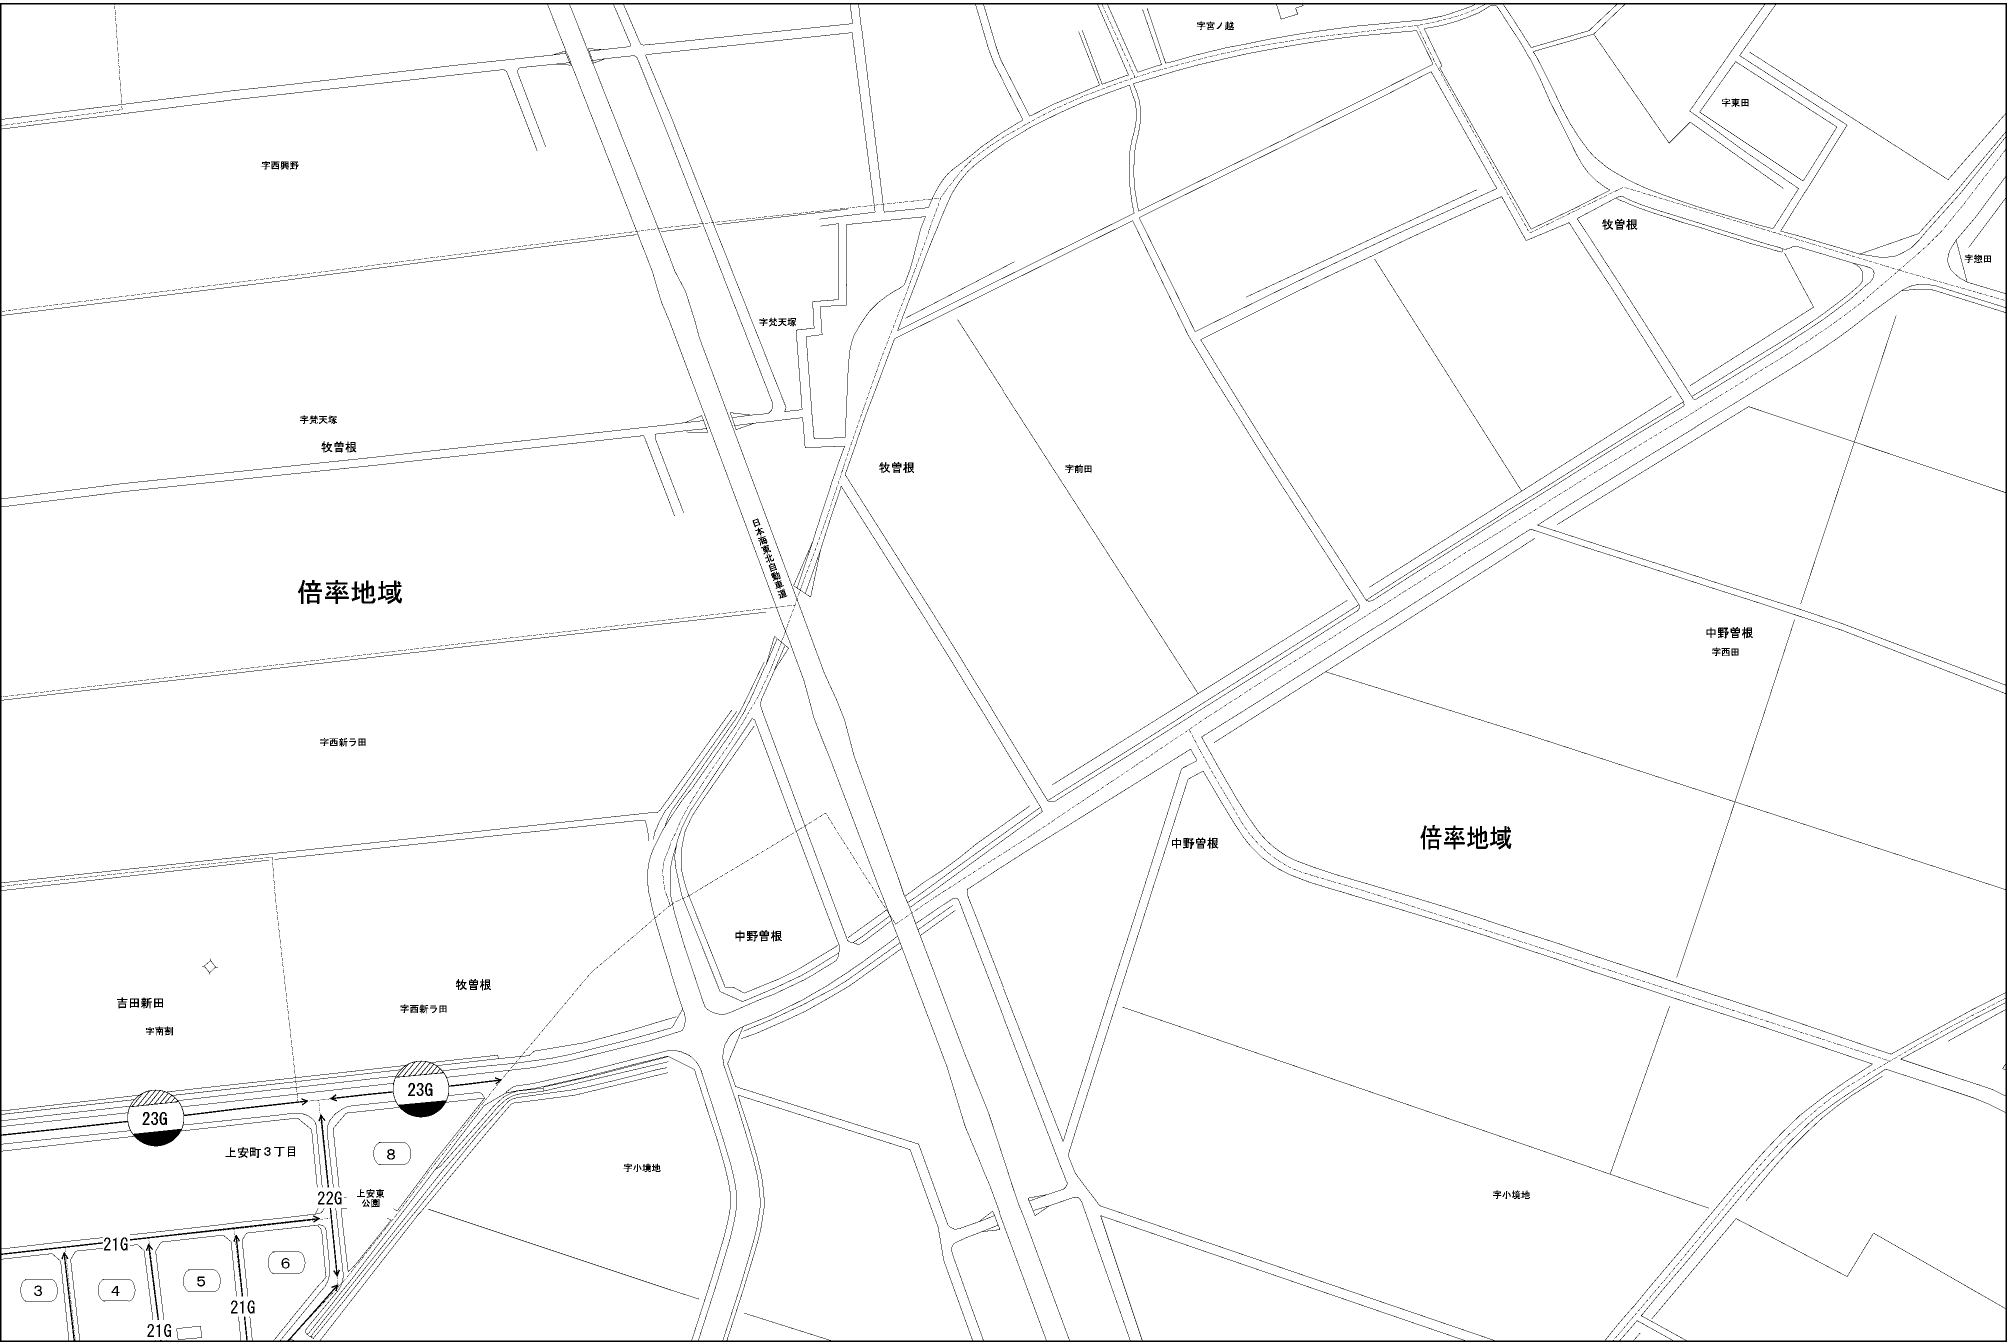 字宮ノ越
字東田
字西興野
牧曽根
字惣田
字梵天塚
字梵天塚
牧曽根
牧曽根
字前田
日本海東北自動車道
倍率地域
中野曽根
字西田
字西新ラ田
倍率地域
中野曽根
中野曽根
牧曽根
字西新ラ田
吉田新田
字南割
23G
23G
上安町3丁目
8
字小境地
22G
上安東
公園
字小境地
21G
6
5
4
3
21G
21G